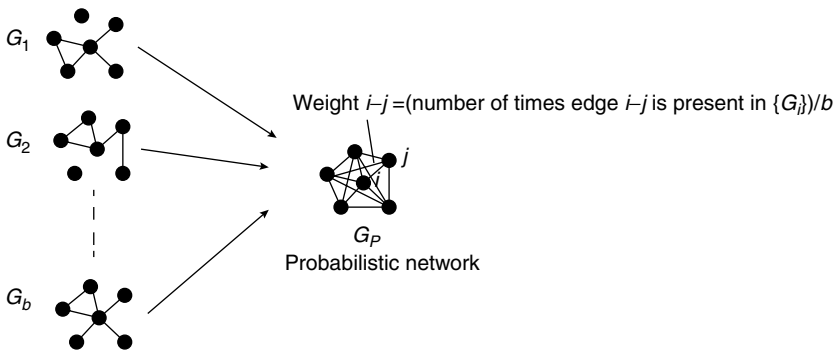 G1
Weight i–j =(number of times edge i–j is present in {Gi})/b
G2
j
i
GP
Probabilistic network
Gb